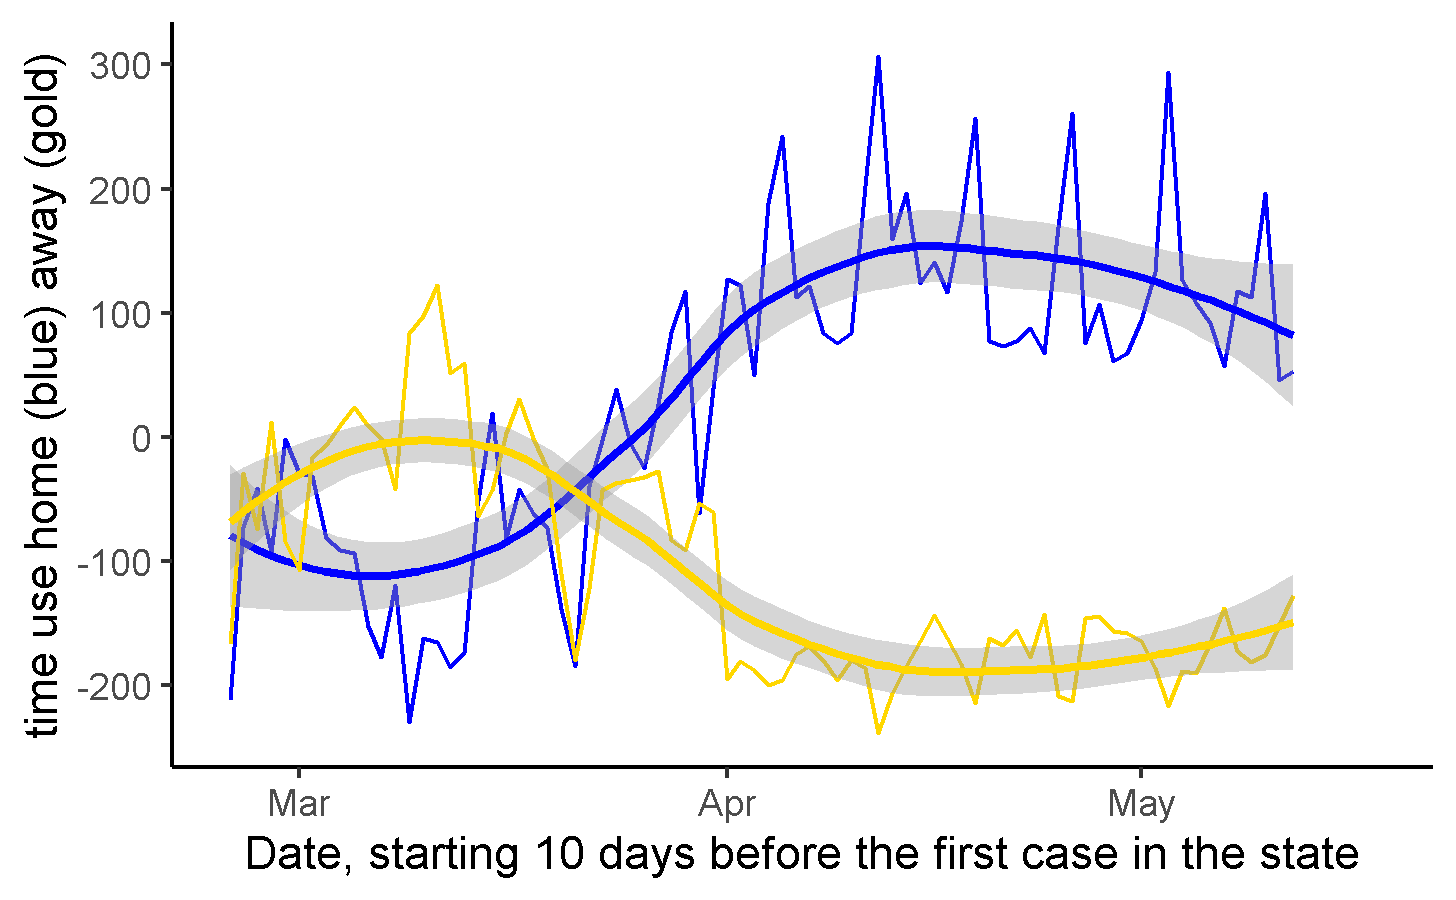 time use home (blue) away (gold)
300
200
100
0
-100
-200
Mar
Apr
May
Date, starting 10 days before the first case in the state